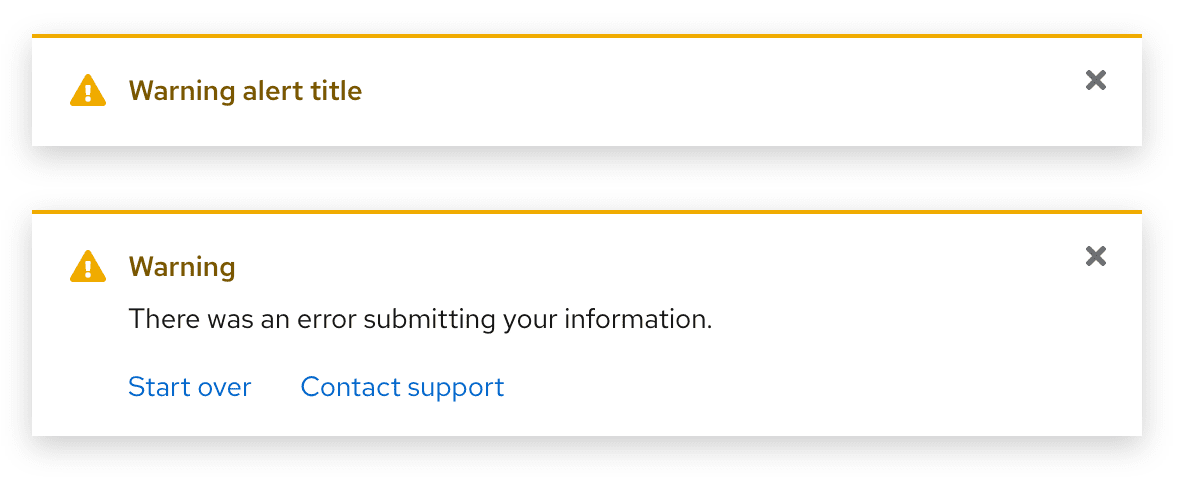 Warning alert title
Warning
There was an error submitting your information.
Start over Contact support